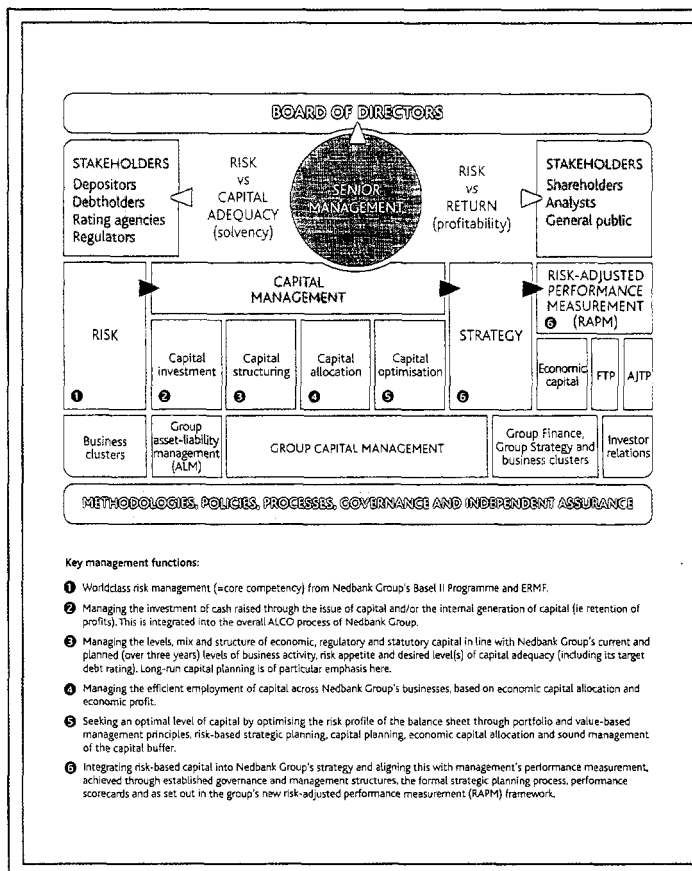 BOARD OF DIRECTORS
STAKEHOLDERS
Depositors
Debtholders
Rating agencies
Regulators
RISK
vs
CAPITAL
ADEQUACY
(solvency)
SENIOR
MANAGEMENT
RISK
vs
RETURN
(profitability)
STAKEHOLDERS
Shareholders
Analysts
General public
RISK
❶
CAPITAL
MANAGEMENT
Capital
investment
❷
Capital
structuring
❸
Capital
allocation
❹
Capital
optimisation
❺
STRATEGY
❻
RISK-ADJUSTED
PERFORMANCE
MEASUREMENT
❻ (RAPM)
Economic
capital
FTP
AJTP
Business
clusters
Group
asset-liability
management
(ALM)
GROUP CAPITAL MANAGEMENT
Group Finance,
Group Strategy and
business clusters
Investor
relations
METHODOLOGIES, POLICIES, PROCESSES, GOVERNANCE AND INDEPENDENT ASSURANCE
Key management functions:
❶ Worldclass risk management (=core competency) from Nedbank Group's Basel II Programme and ERMF.
❷ Managing the investment of cash raised through the issue of capital and/or the internal generation of capital (ie retention of
profits). This is integrated into the overall ALCO process of Nedbank Group.
❸ Managing the levels, mix and structure of economic, regulatory and statutory capital in line with Nedbank Group's current and
planned (over three years) levels of business activity, risk appetite and desired level(s) of capital adequacy (including its target
debt rating). Long-run capital planning is of particular emphasis here.
❹ Managing the efficient employment of capital across Nedbank Group's businesses, based on economic capital allocation and
economic profit.
❺ Seeking an optimal level of capital by optimising the risk profile of the balance sheet through portfolio and value-based
management principles, risk-based strategic planning, capital planning, economic capital allocation and sound management
of the capital buffer.
❻ Integrating risk-based capital into Nedbank Group's strategy and aligning this with management's performance measurement,
achieved through established governance and management structures, the formal strategic planning process, performance
scorecards and as set out in the group's new risk-adjusted performance measurement (RAPM) framework.